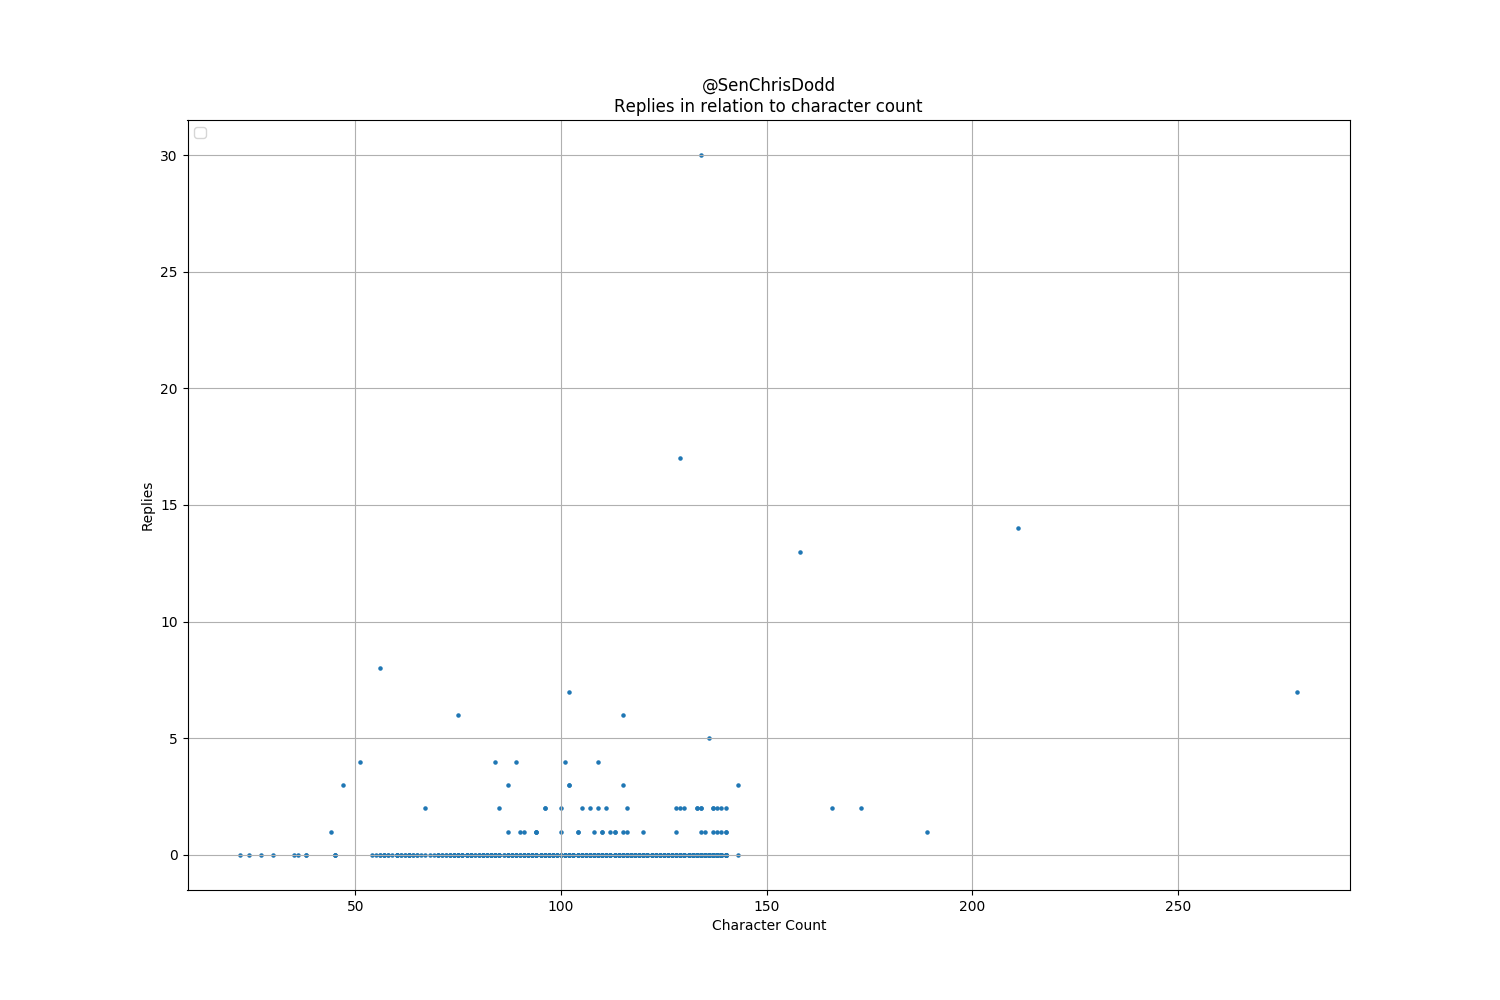 @SenChrisDodd
Replies in relation to character count
30
25
20
15
10
5
0
Replies
50 100 150 200 250
Character Count